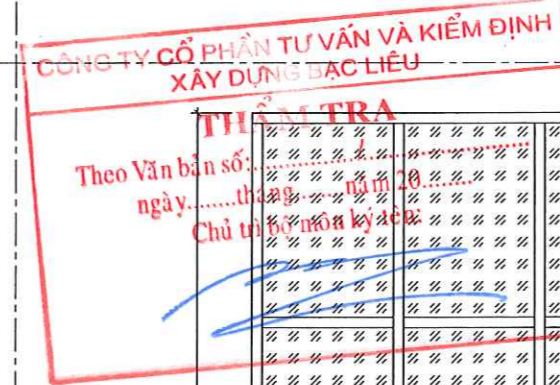 CÔNG TY CỔ PHẦN TƯ VẤN VÀ KIỂM ĐỊNH
XÂY DỰNG BẠC LIÊU
THẨM TRA
Theo Văn bản số:............../..............................
ngày........tháng........năm 20.........
Chủ trì bộ môn ký tên: